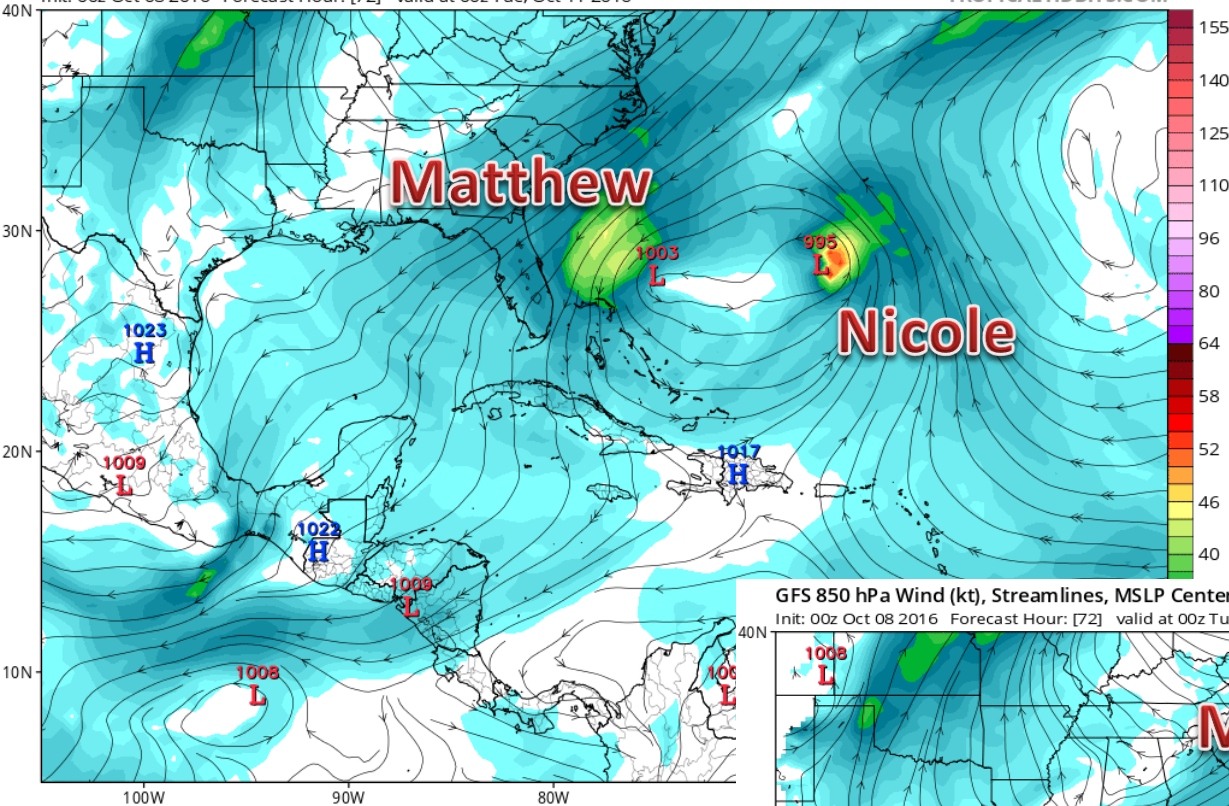 40N
155
140
125
Matthew
110
30N
995
L
1003
L
96
Nicole
1023
H
80
64
58
20N
1017
H
52
1009
L
46
1022
H
40
1009
L
GFS 850 hPa Wind (kt), Streamlines, MSLP Center
Init: 00z Oct 08 2016 Forecast Hour: [72] valid at 00z Tu
40N
1008
L
10N
1008
L
L
M
100W
90W
80W